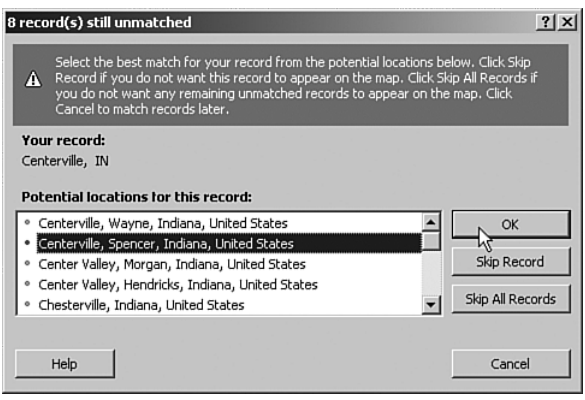 8 record(s) still unmatched
Select the best match for your record from the potential locations below. Click Skip
Record if you do not want this record to appear on the map. Click Skip All Records if
you do not want any remaining unmatched records to appear on the map. Click
Cancel to match records later.
Your record:
Centerville, IN
Potential locations for this record:
Centerville, Wayne, Indiana, United States
Centerville, Spencer, Indiana, United States
Center Valley, Morgan, Indiana, United States
Center Valley, Hendricks, Indiana, United States
Chesterville, Indiana, United States
OK
Skip Record
Skip All Records
Help
Cancel